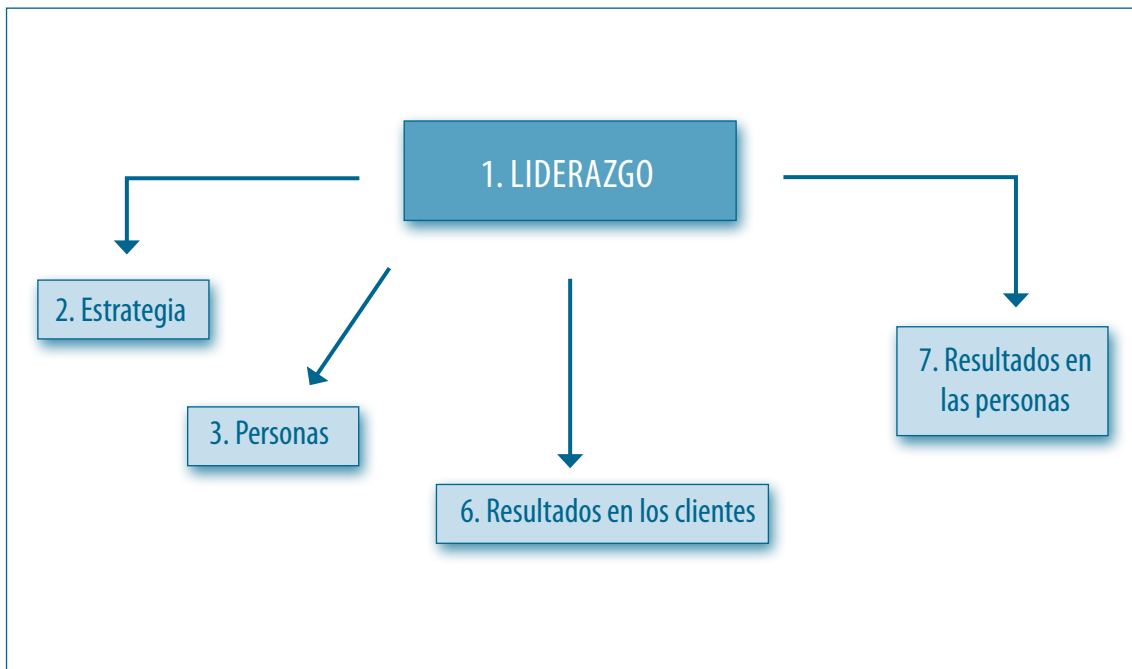 1. LIDERAZGO
2. Estrategia
3. Personas
6. Resultados en los clientes
7. Resultados en
las personas